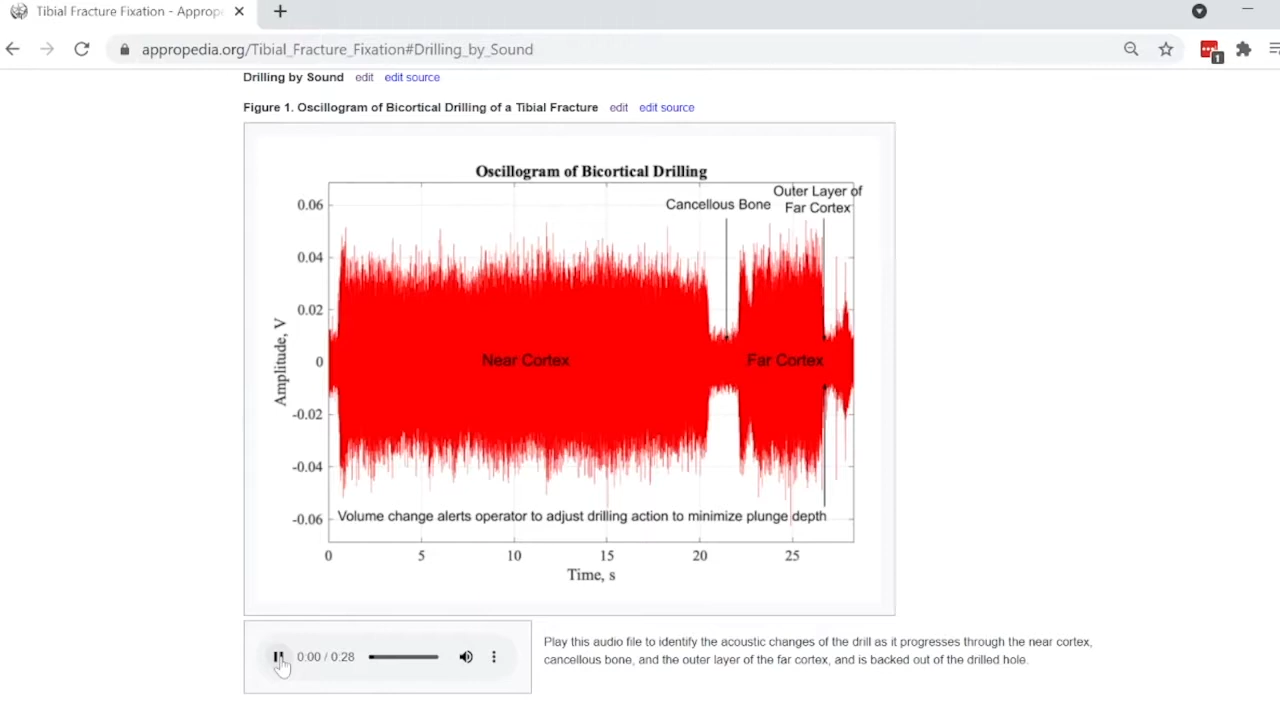 Tibial Fracture Fixation - Approp
appropedia.org/Tibial_Fracture_Fixation#Drilling_by_Sound
1
Drilling by Sound edit edit source
Figure 1. Oscillogram of Bicortical Drilling of a Tibial Fracture edit edit source
Oscillogram of Bicortical Drilling
Outer Layer of
Cancellous Bone Far Cortex
0.06
0.04
0.02
0
-0.02
-0.04
-0.06
Amplitude, V
Near Cortex Far Cortex
Volume change alerts operator to adjust drilling action to minimize plunge depth
0 5 10 15 20 25
Time, s
0:00 / 0:28
Play this audio file to identify the acoustic changes of the drill as it progresses through the near cortex,
cancellous bone, and the outer layer of the far cortex, and is backed out of the drilled hole.